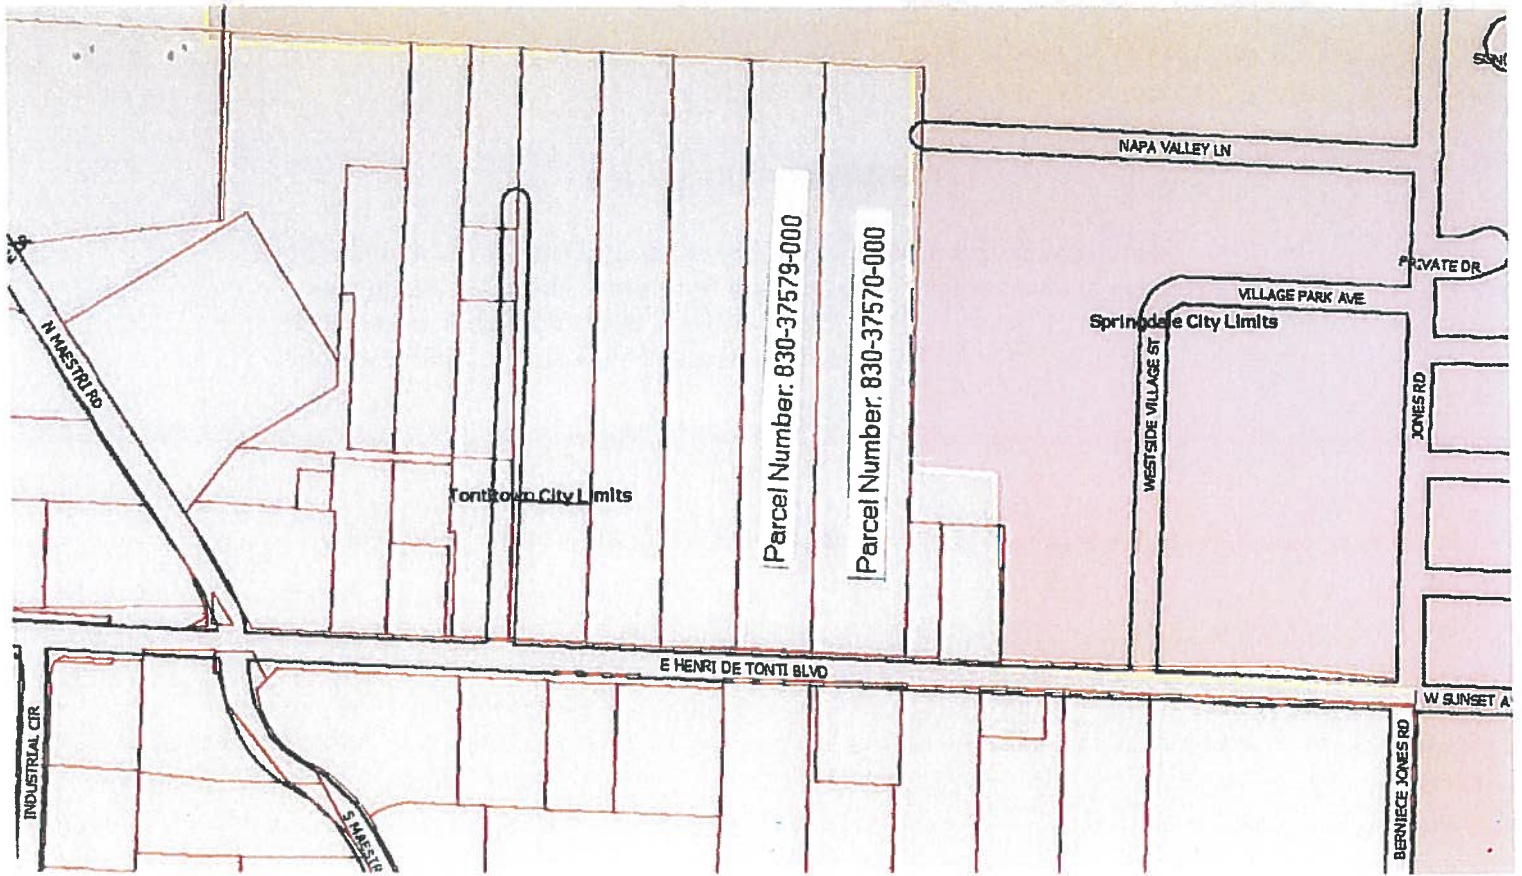 NAPA VALLEY LN
PRIVATE DR
VILLAGE PARK AVE
Springdale City Limits
N MAESTRI RD
WESTSIDE VILLAGE ST
JONES RD
Parcel Number: 830-37579-000
Parcel Number: 830-37570-000
Tontitown City Limits
E HENRI DE TONTI BLVD
W SUNSET A
INDUSTRIAL CIR
S MAESTR
BERNIECE JONES RD